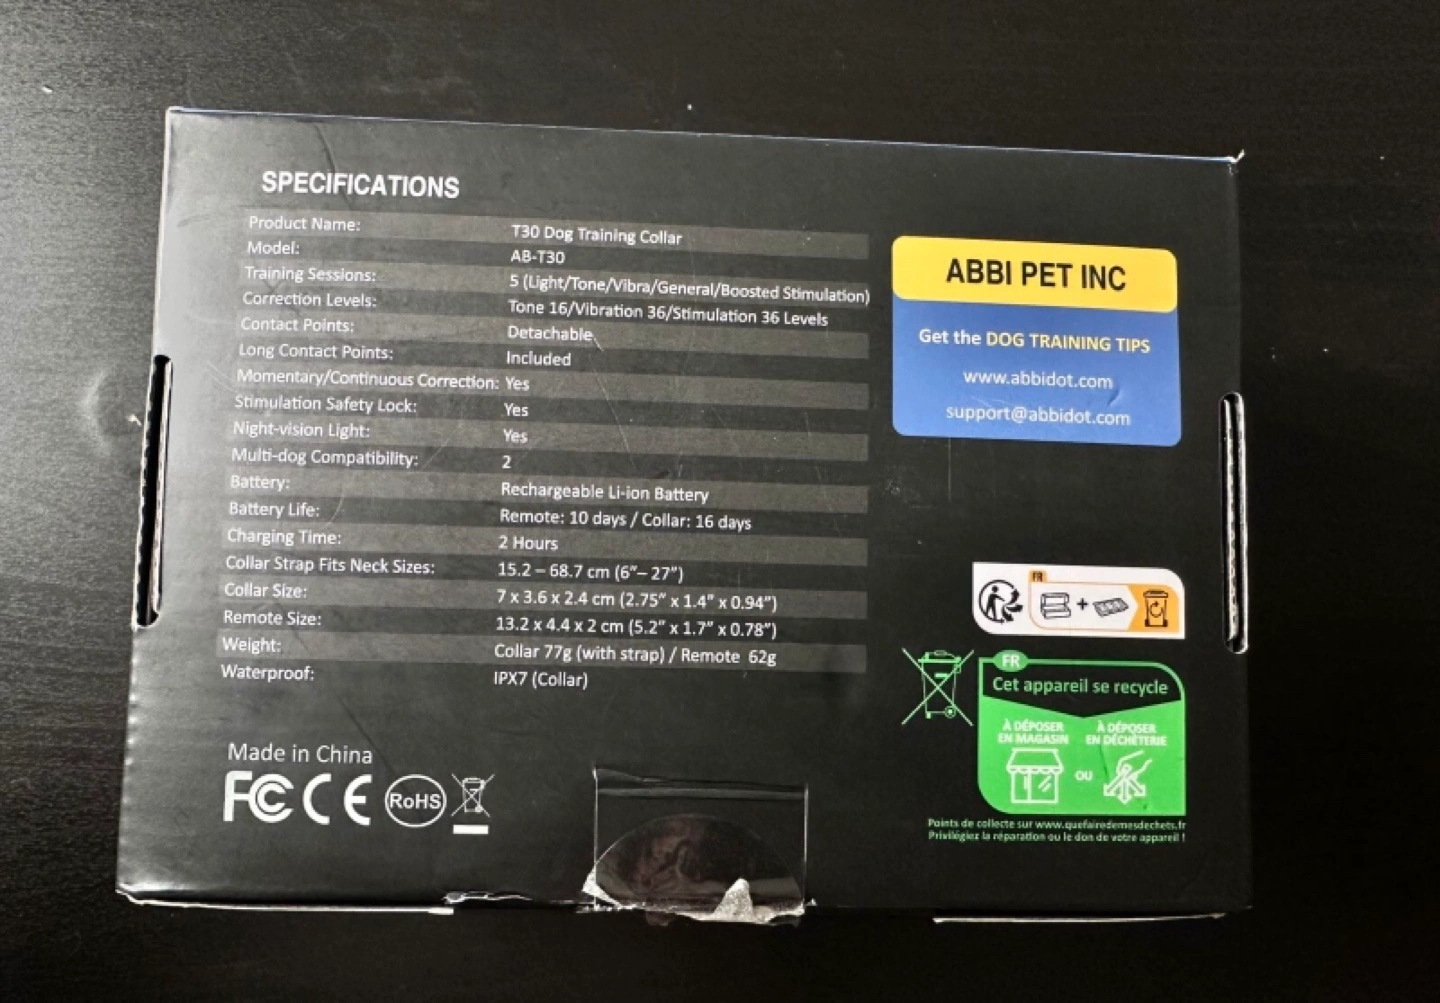 SPECIFICATIONS
Product Name: T30 Dog Training Collar
Model: AB-T30
Training Sessions: 5 (Light/Tone/Vibra/General/Boosted Stimulation)
Correction Levels: Tone 16/Vibration 36/Stimulation 36 Levels
Contact Points: Detachable
Long Contact Points: Included
Momentary/Continuous Correction: Yes
Stimulation Safety Lock: Yes
Night-vision Light: Yes
Multi-dog Compatibility: 2
Battery: Rechargeable Li-ion Battery
Battery Life: Remote: 10 days / Collar: 16 days
Charging Time: 2 Hours
Collar Strap Fits Neck Sizes: 15.2 – 68.7 cm (6"– 27")
Collar Size: 7 x 3.6 x 2.4 cm (2.75" x 1.4" x 0.94")
Remote Size: 13.2 x 4.4 x 2 cm (5.2" x 1.7" x 0.78")
Weight: Collar 77g (with strap) / Remote 62g
Waterproof: IPX7 (Collar)
Made in China
FC CE RoHS
ABBI PET INC
Get the DOG TRAINING TIPS
www.abbidot.com
support@abbidot.com
FR
+
FR
Cet appareil se recycle
À DÉPOSER
EN MAGASIN
OU
À DÉPOSER
EN DÉCHÈTERIE
Points de collecte sur www.quefairedemesdechets.fr
Privilégiez la réparation ou le don de votre appareil !